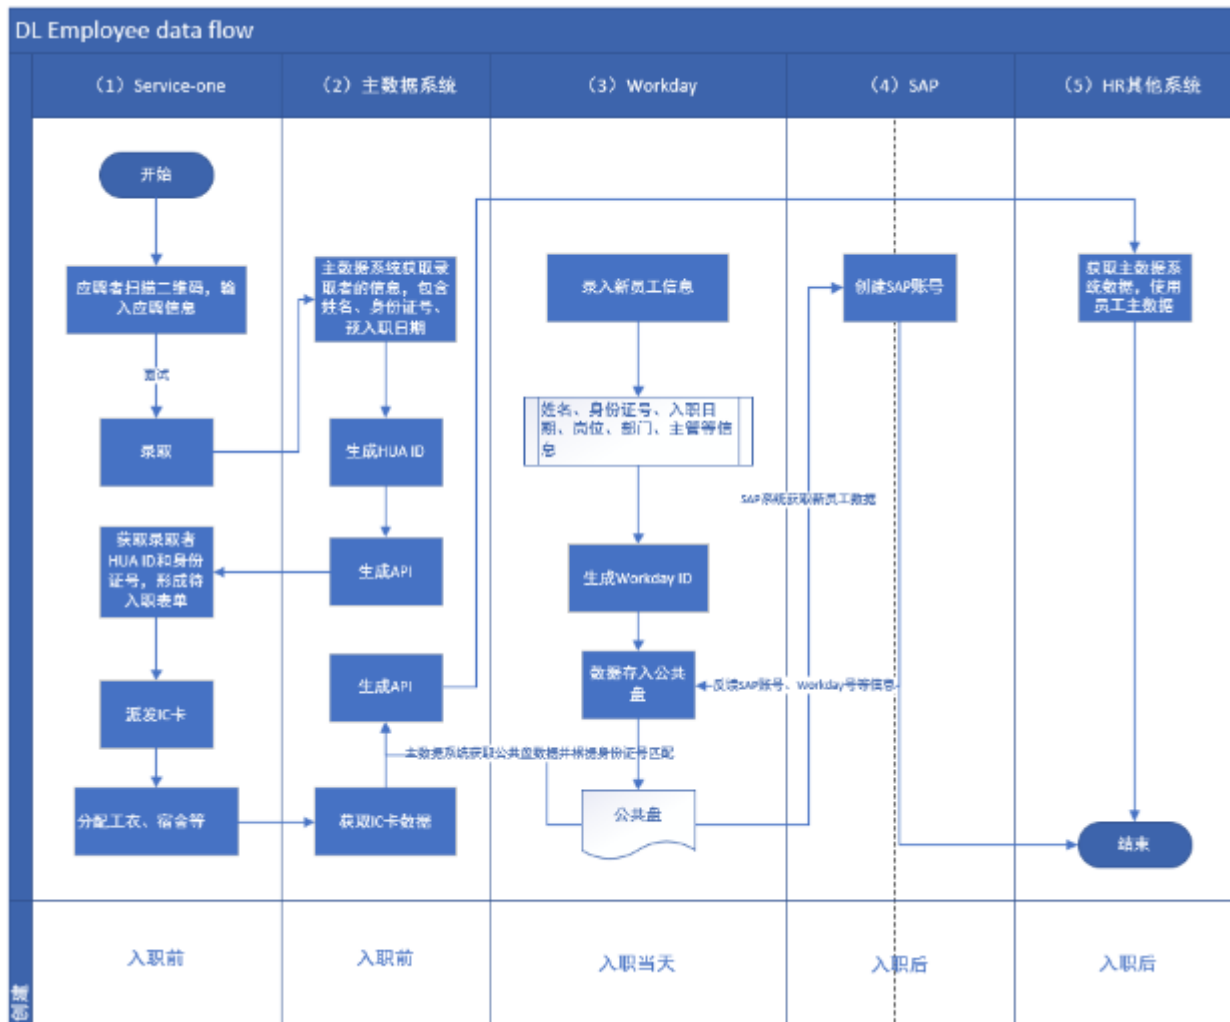 DL Employee data flow
（1）Service-one
（2）主数据系统
（3）Workday
（4）SAP
（5）HR其他系统
开始
应聘者扫描二维码，输
入应聘信息
面试
录取
获取录取者
HUA ID和身份
证号，形成待
入职表单
派发IC卡
分配工衣、宿舍等
主数据系统获取录
取者的信息，包含
姓名、身份证号、
预入职日期
生成HUA ID
生成API
生成API
主数据系统获取公共盘数据并根据身份证号匹配
获取IC卡数据
录入新员工信息
姓名、身份证号、入职日
期、岗位、部门、主管等信
息
生成Workday ID
数据存入公共
盘
公共盘
创建SAP账号
SAP系统获取新员工数据
反馈SAP账号、Workday号等信息
获取主数据系
统数据，使用
员工主数据
结束
创建
入职前
入职前
入职当天
入职后
入职后